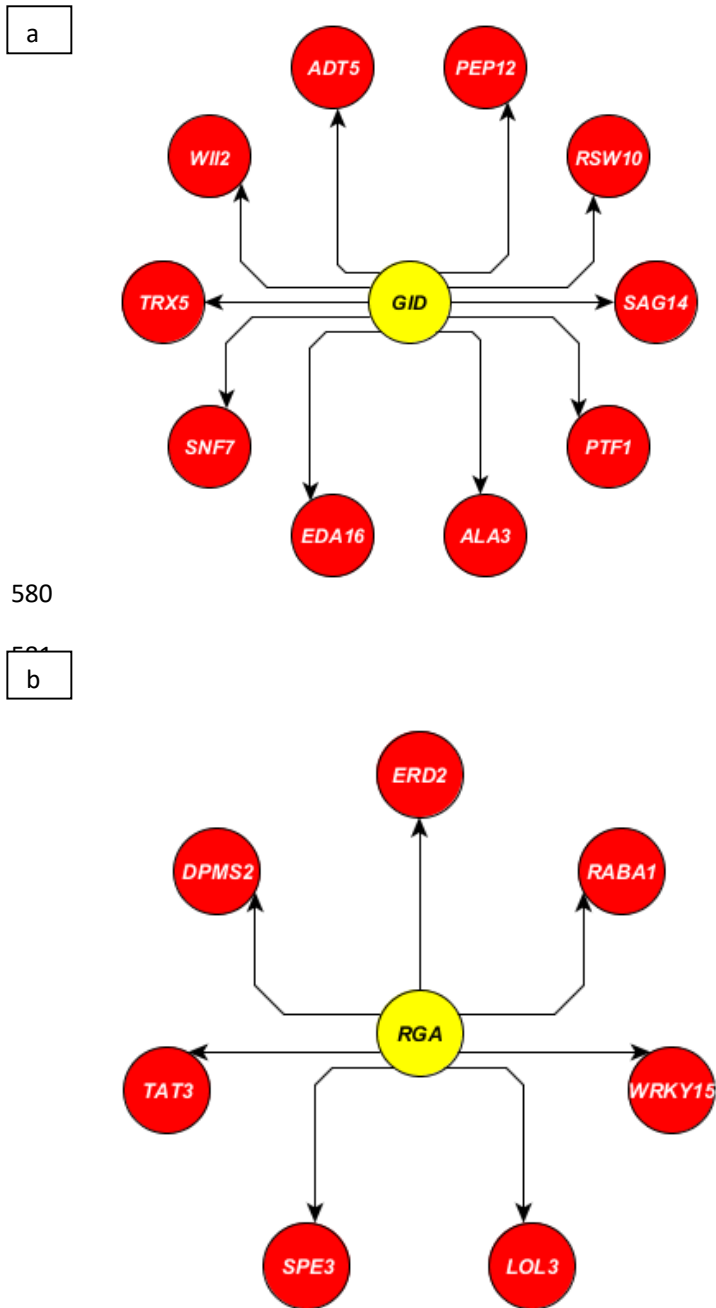 a
ADT5
PEP12
WII2
RSW10
TRX5
GID
SAG14
SNF7
PTF1
EDA16
ALA3
580
b
ERD2
DPMS2
RABA1
RGA
TAT3
WRKY15
SPE3
LOL3